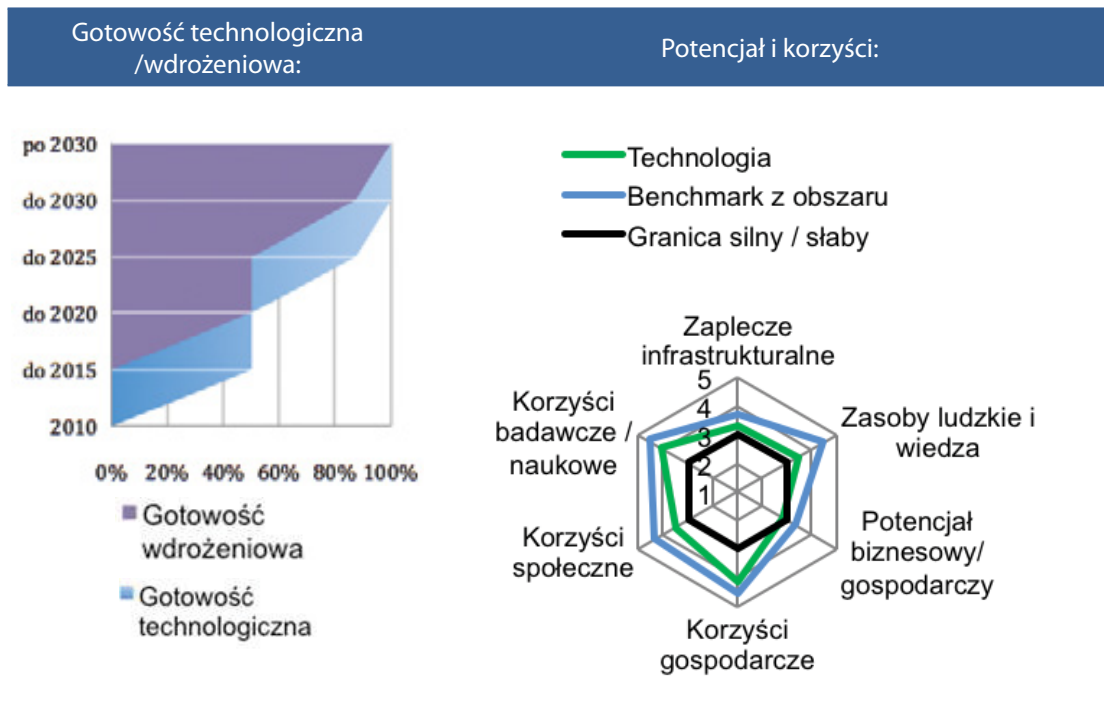 Gotowość technologiczna
/wdrożeniowa:
Potencjał i korzyści:
po 2030
do 2030
do 2025
do 2020
do 2015
2010
0% 20% 40% 60% 80% 100%
Gotowość
wdrożeniowa
Gotowość
technologiczna
Technologia
Benchmark z obszaru
Granica silny / słaby
Zaplecze
infrastrukturalne
5
4
3
2
1
Zasoby ludzkie i
wiedza
Potencjał
biznesowy/
gospodarczy
Korzyści
gospodarcze
Korzyści
społeczne
Korzyści
badawcze /
naukowe